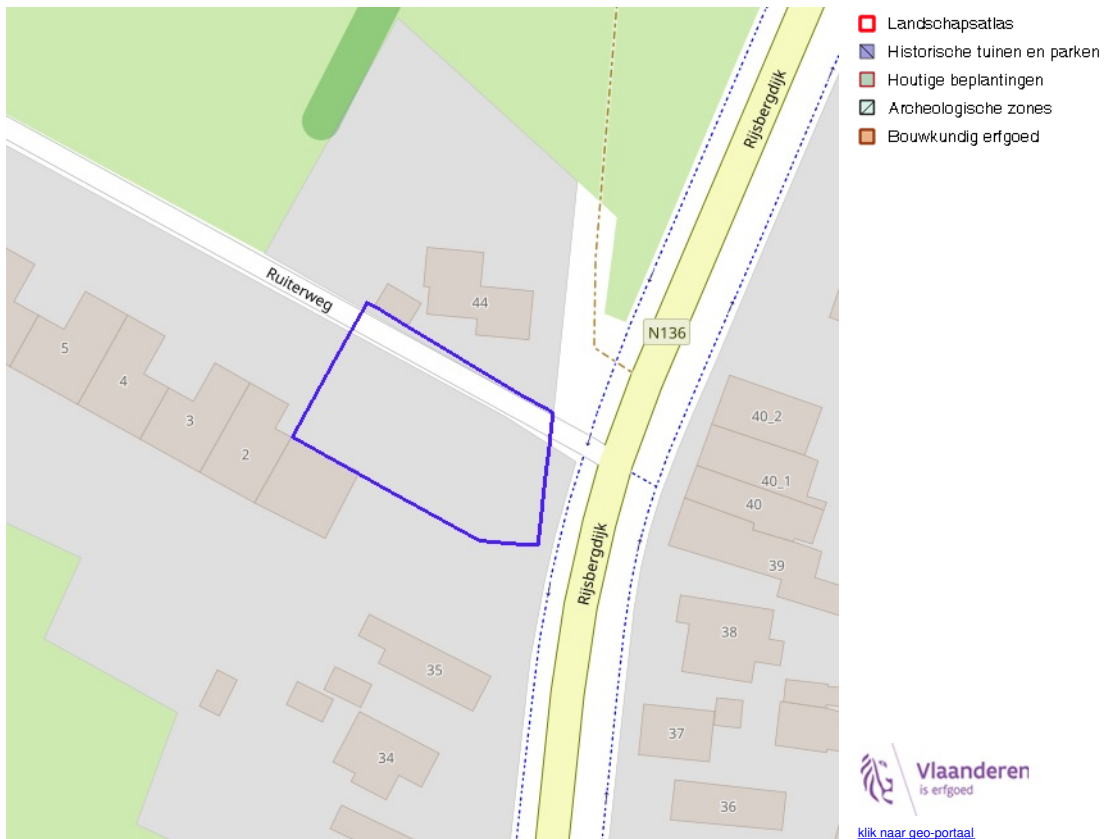 Rijsbergdijk
Ruiterweg
44
N136
5
4
3
2
40_2
40_1
40
39
Rijsbergdijk
38
35
37
34
36
Landschapsatlas
Historische tuinen en parken
Houtige beplantingen
Archeologische zones
Bouwkundig erfgoed
Vlaanderen
is erfgoed
klik naar geo-portaal